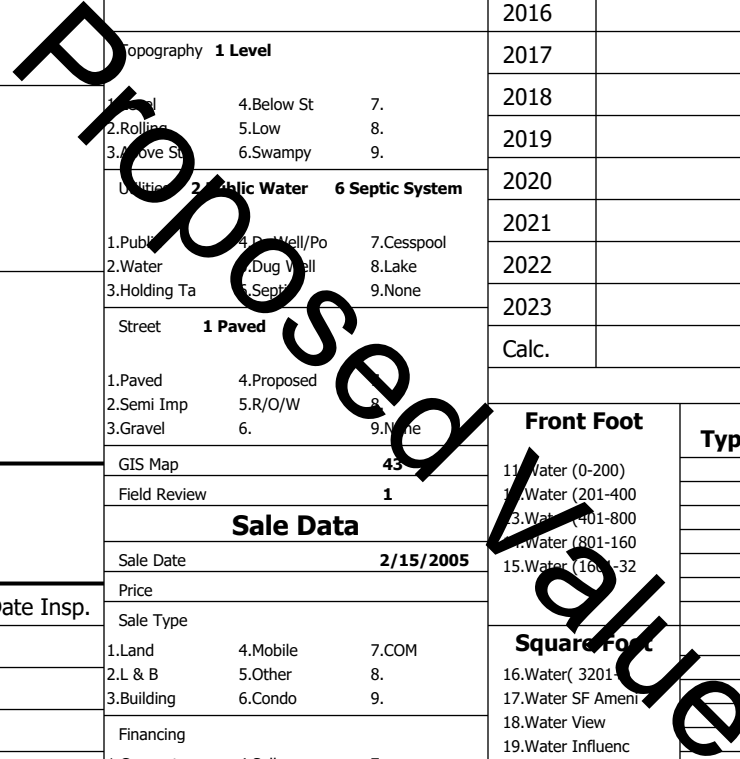 Topography 1 Level
1.Level 4.Below St 7.
2.Rolling 5.Low 8.
3.Above St 6.Swampy 9.
Utilities 2 Public Water 6 Septic System
1.Public 4.Dr Well/Po 7.Cesspool
2.Water 5.Dug Well 8.Lake
3.Holding Ta 6.Septic 9.None
Street 1 Paved
1.Paved 4.Proposed
2.Semi Imp 5.R/O/W 8.
3.Gravel 6. 9.None
GIS Map 43
Field Review 1
Sale Data
Sale Date 2/15/2005
Price
Sale Type
1.Land 4.Mobile 7.COM
2.L & B 5.Other 8.
3.Building 6.Condo 9.
Financing
2016
2017
2018
2019
2020
2021
2022
2023
Calc.
Front Foot
11.Water (0-200)
12.Water (201-400
13.Water (401-800
14.Water (801-160
15.Water (1601-32
Square Foot
16.Water( 3201-
17.Water SF Ameni
18.Water View
19.Water Influenc
Typ
Date Insp.
Proposed Value